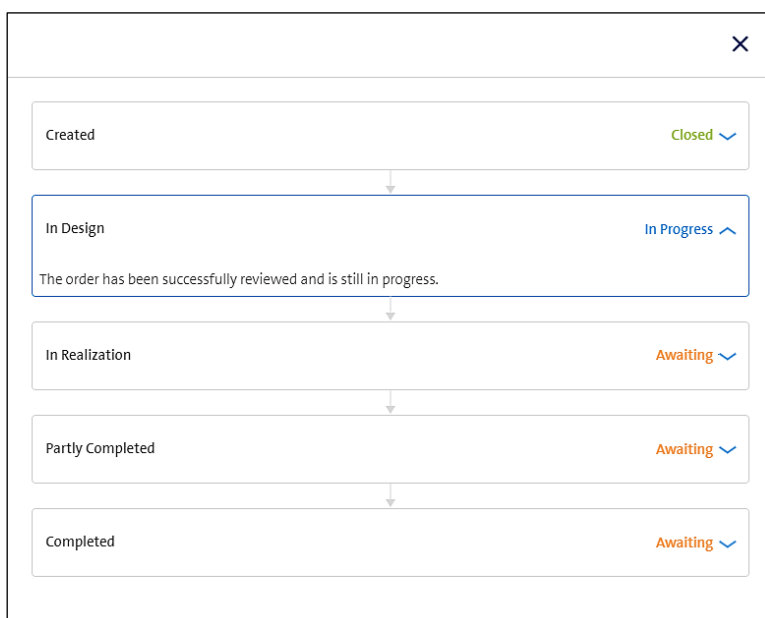 Created
Closed
In Design
In Progress
The order has been successfully reviewed and is still in progress.
In Realization
Awaiting
Partly Completed
Awaiting
Completed
Awaiting